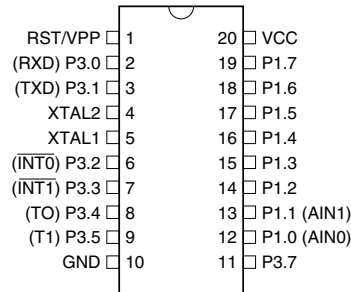 RST/VPP 1 20 VCC
(RXD) P3.0 2 19 P1.7
(TXD) P3.1 3 18 P1.6
XTAL2 4 17 P1.5
XTAL1 5 16 P1.4
(INT0) P3.2 6 15 P1.3
(INT1) P3.3 7 14 P1.2
(TO) P3.4 8 13 P1.1 (AIN1)
(T1) P3.5 9 12 P1.0 (AIN0)
GND 10 11 P3.7